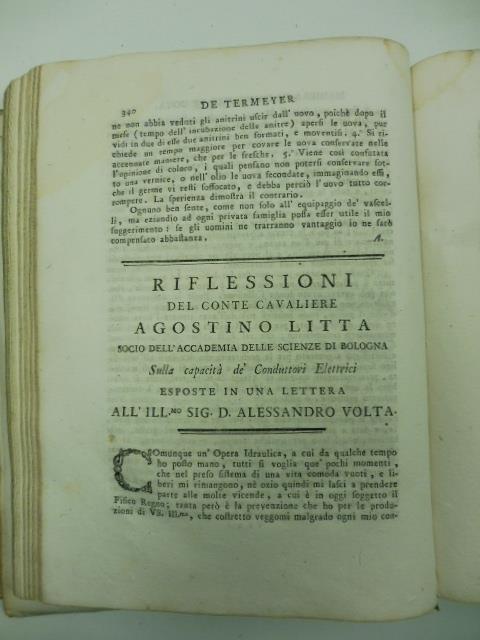 340
DE TERMEYER
ne non abbia veduti gli anitrini uscir dall' uovo, poichè dopo il
mese (tempo dell' incubazione delle anitre) apersi le uova, pur
vidi in due di esse due anitrini ben formati, e moventisi. 4.° Si ri-
chiede un tempo maggiore per covare le uova conservate nelle
accennate maniere, che per le fresche. 5.° Viene così confutata
l'opinione di coloro, i quali pensano non potersi conservare sot-
to una vernice, o nell' olio le uova fecondate, immaginando essi,
che il germe vi resti soffocato, e debba perciò l'uovo tutto cor-
rompere. La sperienza dimostra il contrario.
Ognuno ben sente, come non solo all' equipaggio de' vascel-
li, ma eziandio ad ogni privata famiglia possa esser utile il mio
suggerimento: se gli uomini ne trarranno vantaggio io ne sarò
compensato abbastanza. A.
RIFLESSIONI
DEL CONTE CAVALIERE
AGOSTINO LITTA
SOCIO DELL'ACCADEMIA DELLE SCIENZE DI BOLOGNA
Sulla capacità de' Conduttori Elettrici
ESPOSTE IN UNA LETTERA
ALL' ILL.MO SIG. D. ALESSANDRO VOLTA.
Comunque un' Opera Idraulica, a cui da qualche tempo
ho posto mano, tutti si voglia que' pochi momenti,
che nel preso sistema di una vita comoda vuoti, e li-
beri mi rimangono, nè ozio quindi mi lasci a prendere
parte alle molte vicende, a cui è in oggi soggetto il
Fisico Regno; tanta però è la prevenzione che ho per le produ-
zioni di VS. Ill.ma, che costretto veggomi malgrado ogni mio con-